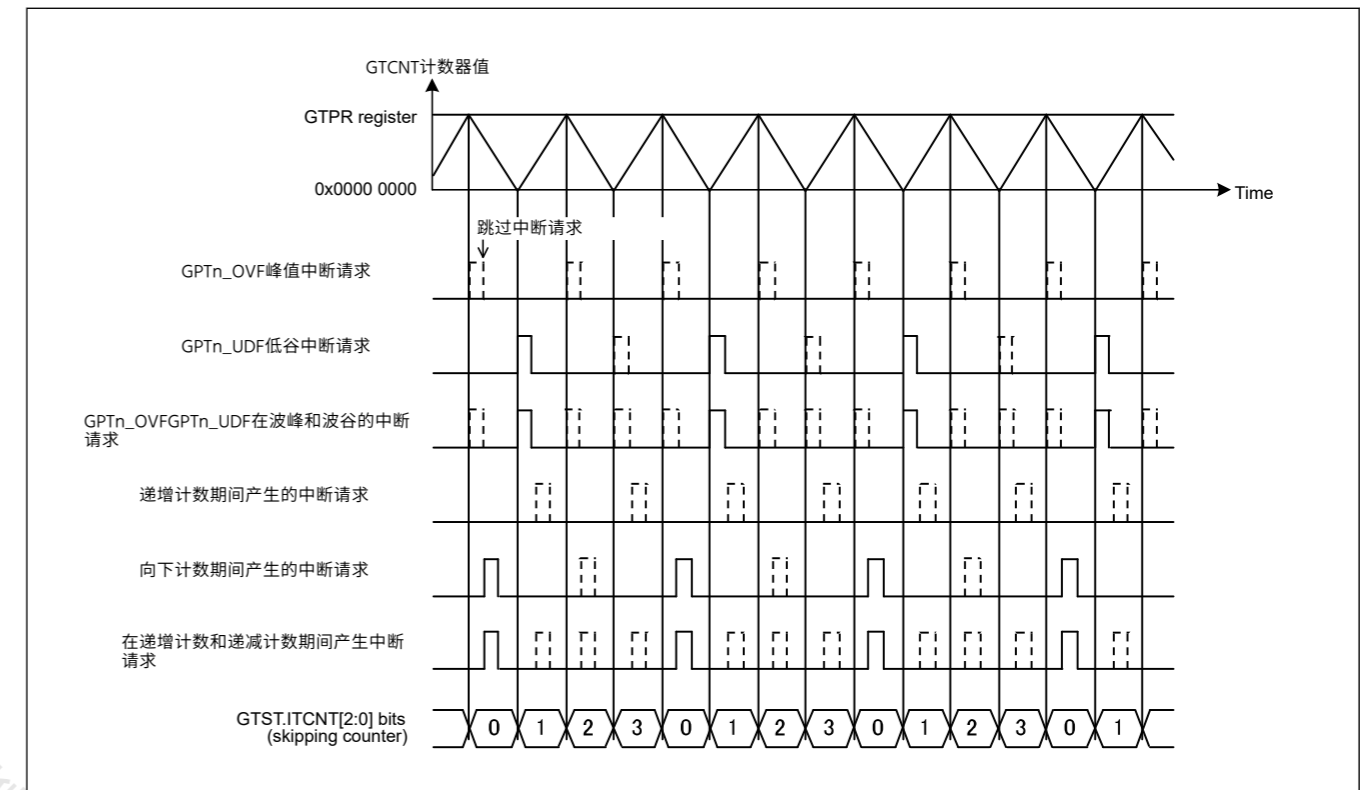 GTCNT计数器值
GTPR register
0x0000 0000
Time
跳过中断请求
GPTn_OVF峰值中断请求
GPTn_UDF低谷中断请求
GPTn_OVFGPTn_UDF在波峰和波谷的中断
请求
递增计数期间产生的中断请求
向下计数期间产生的中断请求
在递增计数和递减计数期间产生中断
请求
GTST.ITCNT[2:0] bits
(skipping counter)
0 1 2 3 0 1 2 3 0 1 2 3 0 1